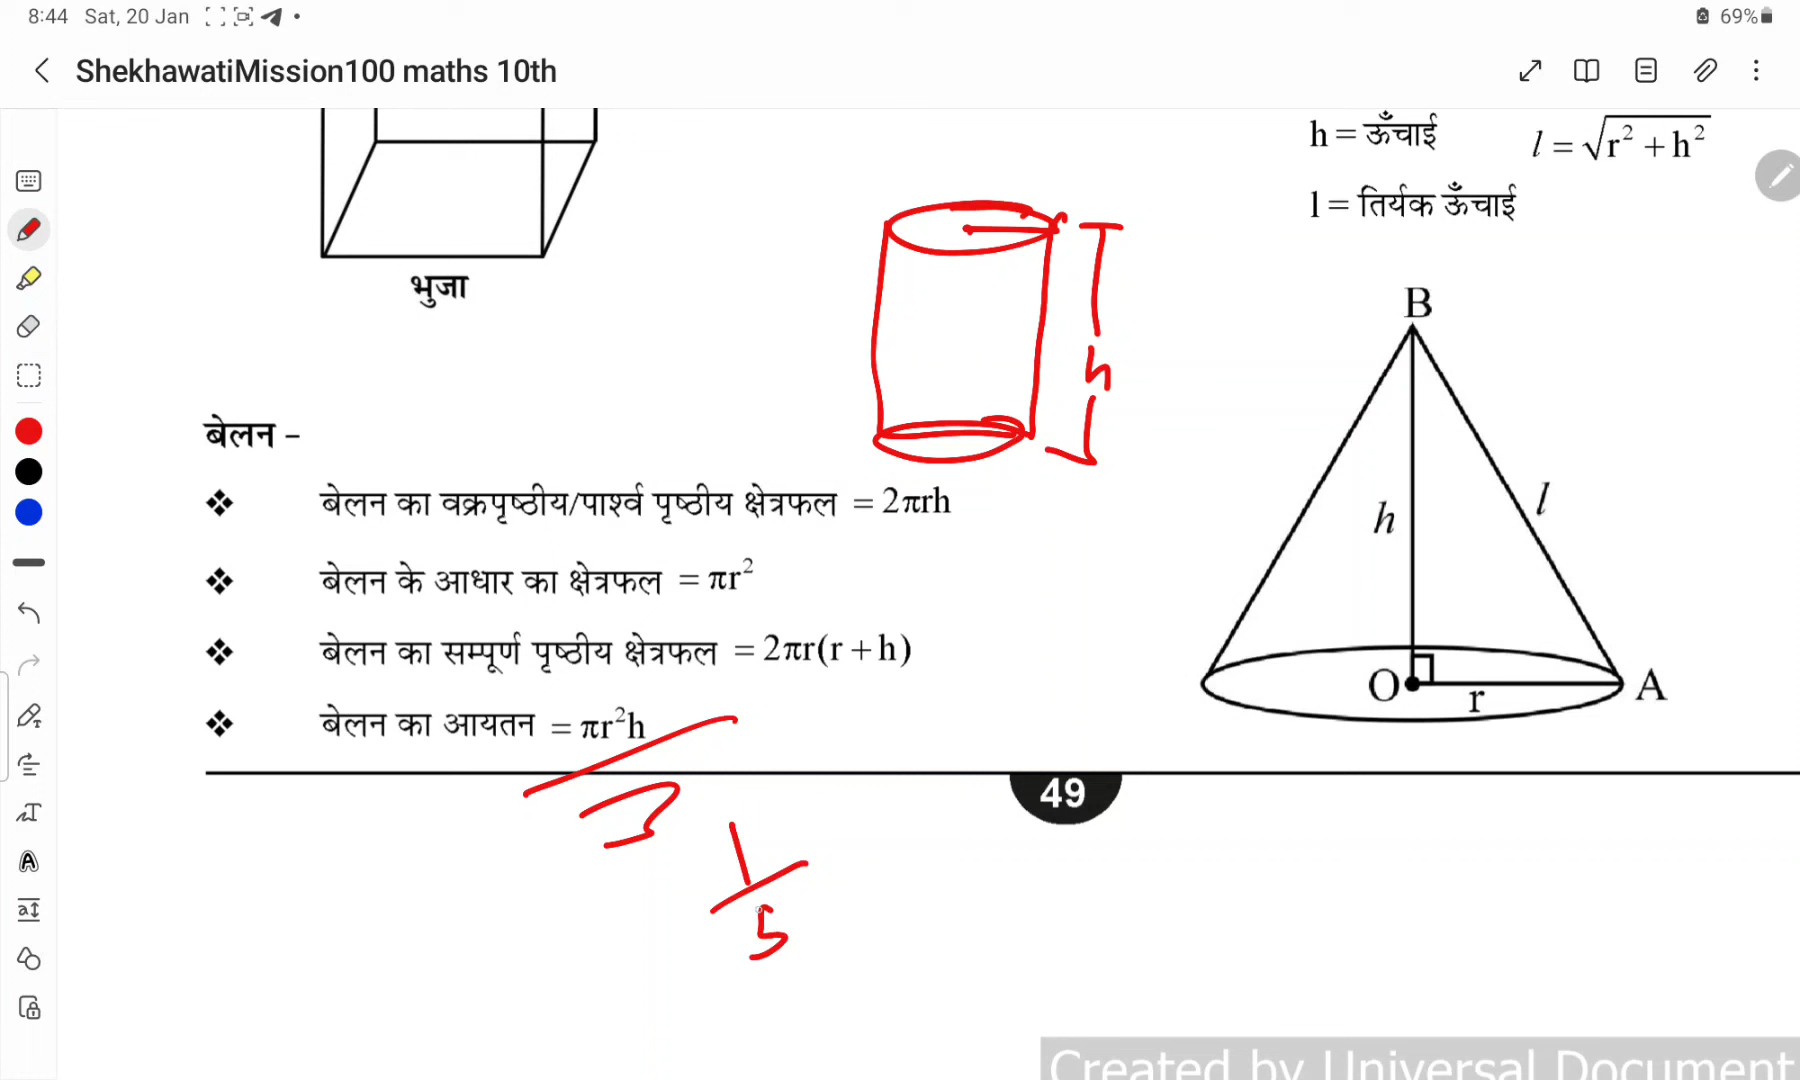 8:44 Sat, 20 Jan
69%
ShekhawatiMission100 maths 10th
भुजा
h
बेलन –
❖ बेलन का वक्रपृष्ठीय/पार्श्व पृष्ठीय क्षेत्रफल = 2πrh
❖ बेलन के आधार का क्षेत्रफल = πr²
❖ बेलन का सम्पूर्ण पृष्ठीय क्षेत्रफल = 2πr(r + h)
❖ बेलन का आयतन = πr²h
h = ऊँचाई l = √r² + h²
l = तिर्यक ऊँचाई
B
h l
O r A
49
Created by Universal Document